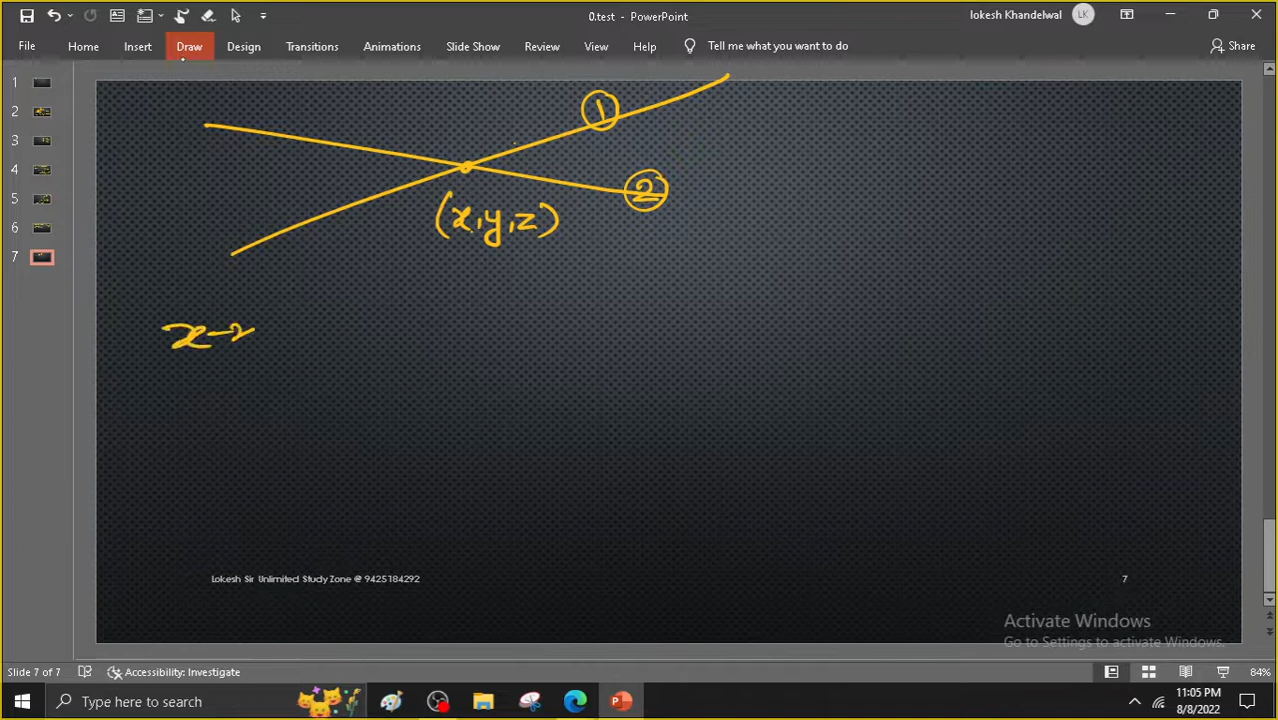 0.test - PowerPoint
lokesh Khandelwal
LK
File Home Insert Draw Design Transitions Animations Slide Show Review View Help Tell me what you want to do Share
1
2
3
4
5
6
7
1
2
(x,y,z)
x-2
Lokesh Sir Unlimited Study Zone @ 9425184292
7
Activate Windows
Go to Settings to activate Windows.
Slide 7 of 7 Accessibility: Investigate 84%
Type here to search
11:05 PM
8/8/2022